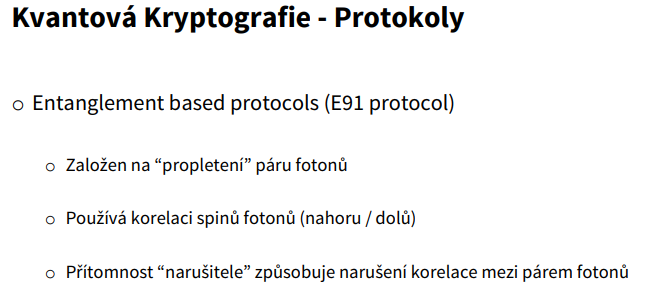 Kvantová Kryptografie - Protokoly
Entanglement based protocols (E91 protocol)
Založen na “propletení” páru fotonů
Používá korelaci spinů fotonů (nahoru / dolů)
Přítomnost “narušitele” způsobuje narušení korelace mezi párem fotonů